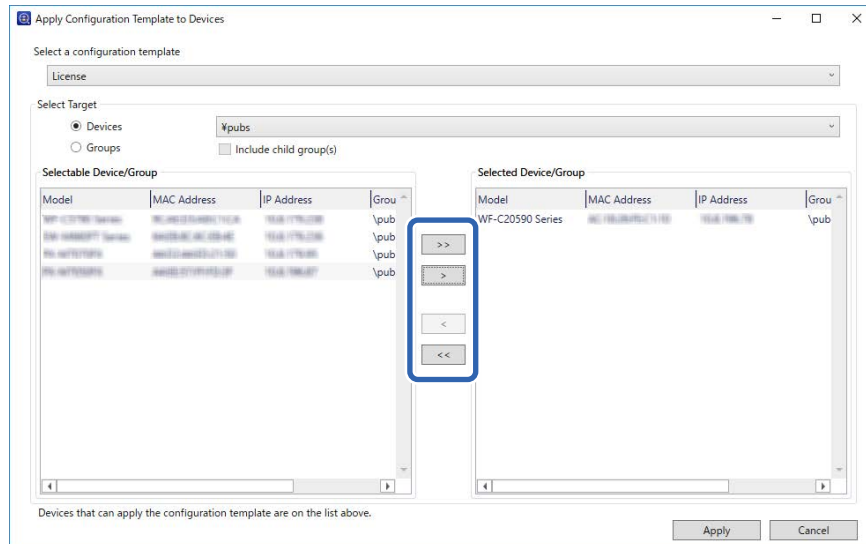 Apply Configuration Template to Devices
Select a configuration template
License
Select Target
Devices
¥pubs
Groups
Include child group(s)
Selectable Device/Group
Model MAC Address IP Address Grou
\pub
\pub
\pub
\pub
>>
>
<
<<
Selected Device/Group
Model MAC Address IP Address Grou
WF-C20590 Series \pub
Devices that can apply the configuration template are on the list above.
Apply Cancel